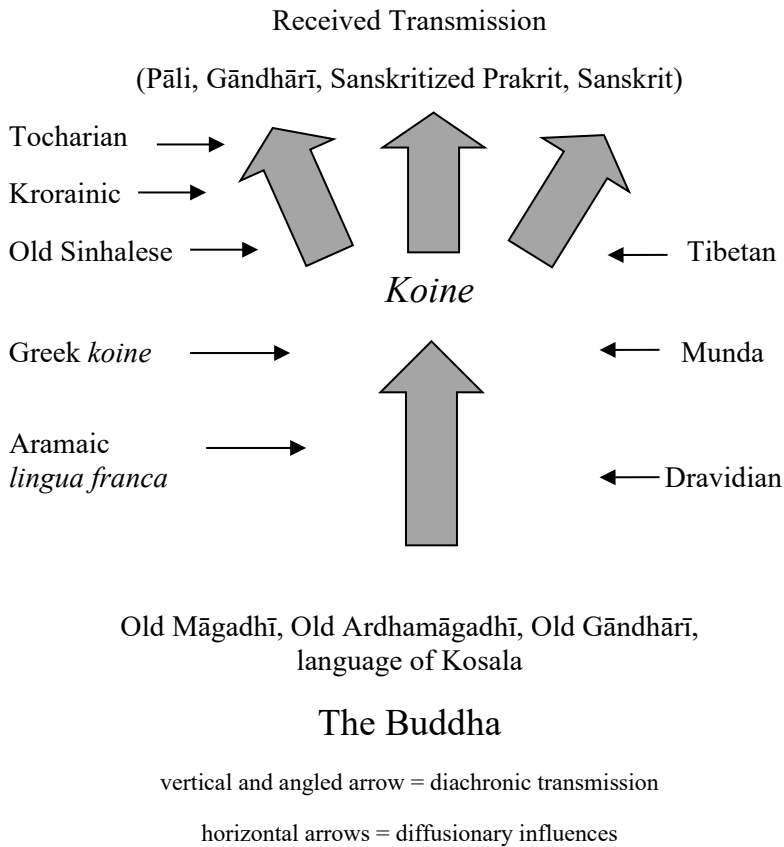 Received Transmission
(Pāli, Gāndhārī, Sanskritized Prakrit, Sanskrit)
Tocharian
Krorainic
Old Sinhalese
Tibetan
Koine
Greek koine
Munda
Aramaic
lingua franca
Dravidian
Old Māgadhī, Old Ardhamāgadhī, Old Gāndhārī,
language of Kosala
The Buddha
vertical and angled arrow = diachronic transmission
horizontal arrows = diffusionary influences